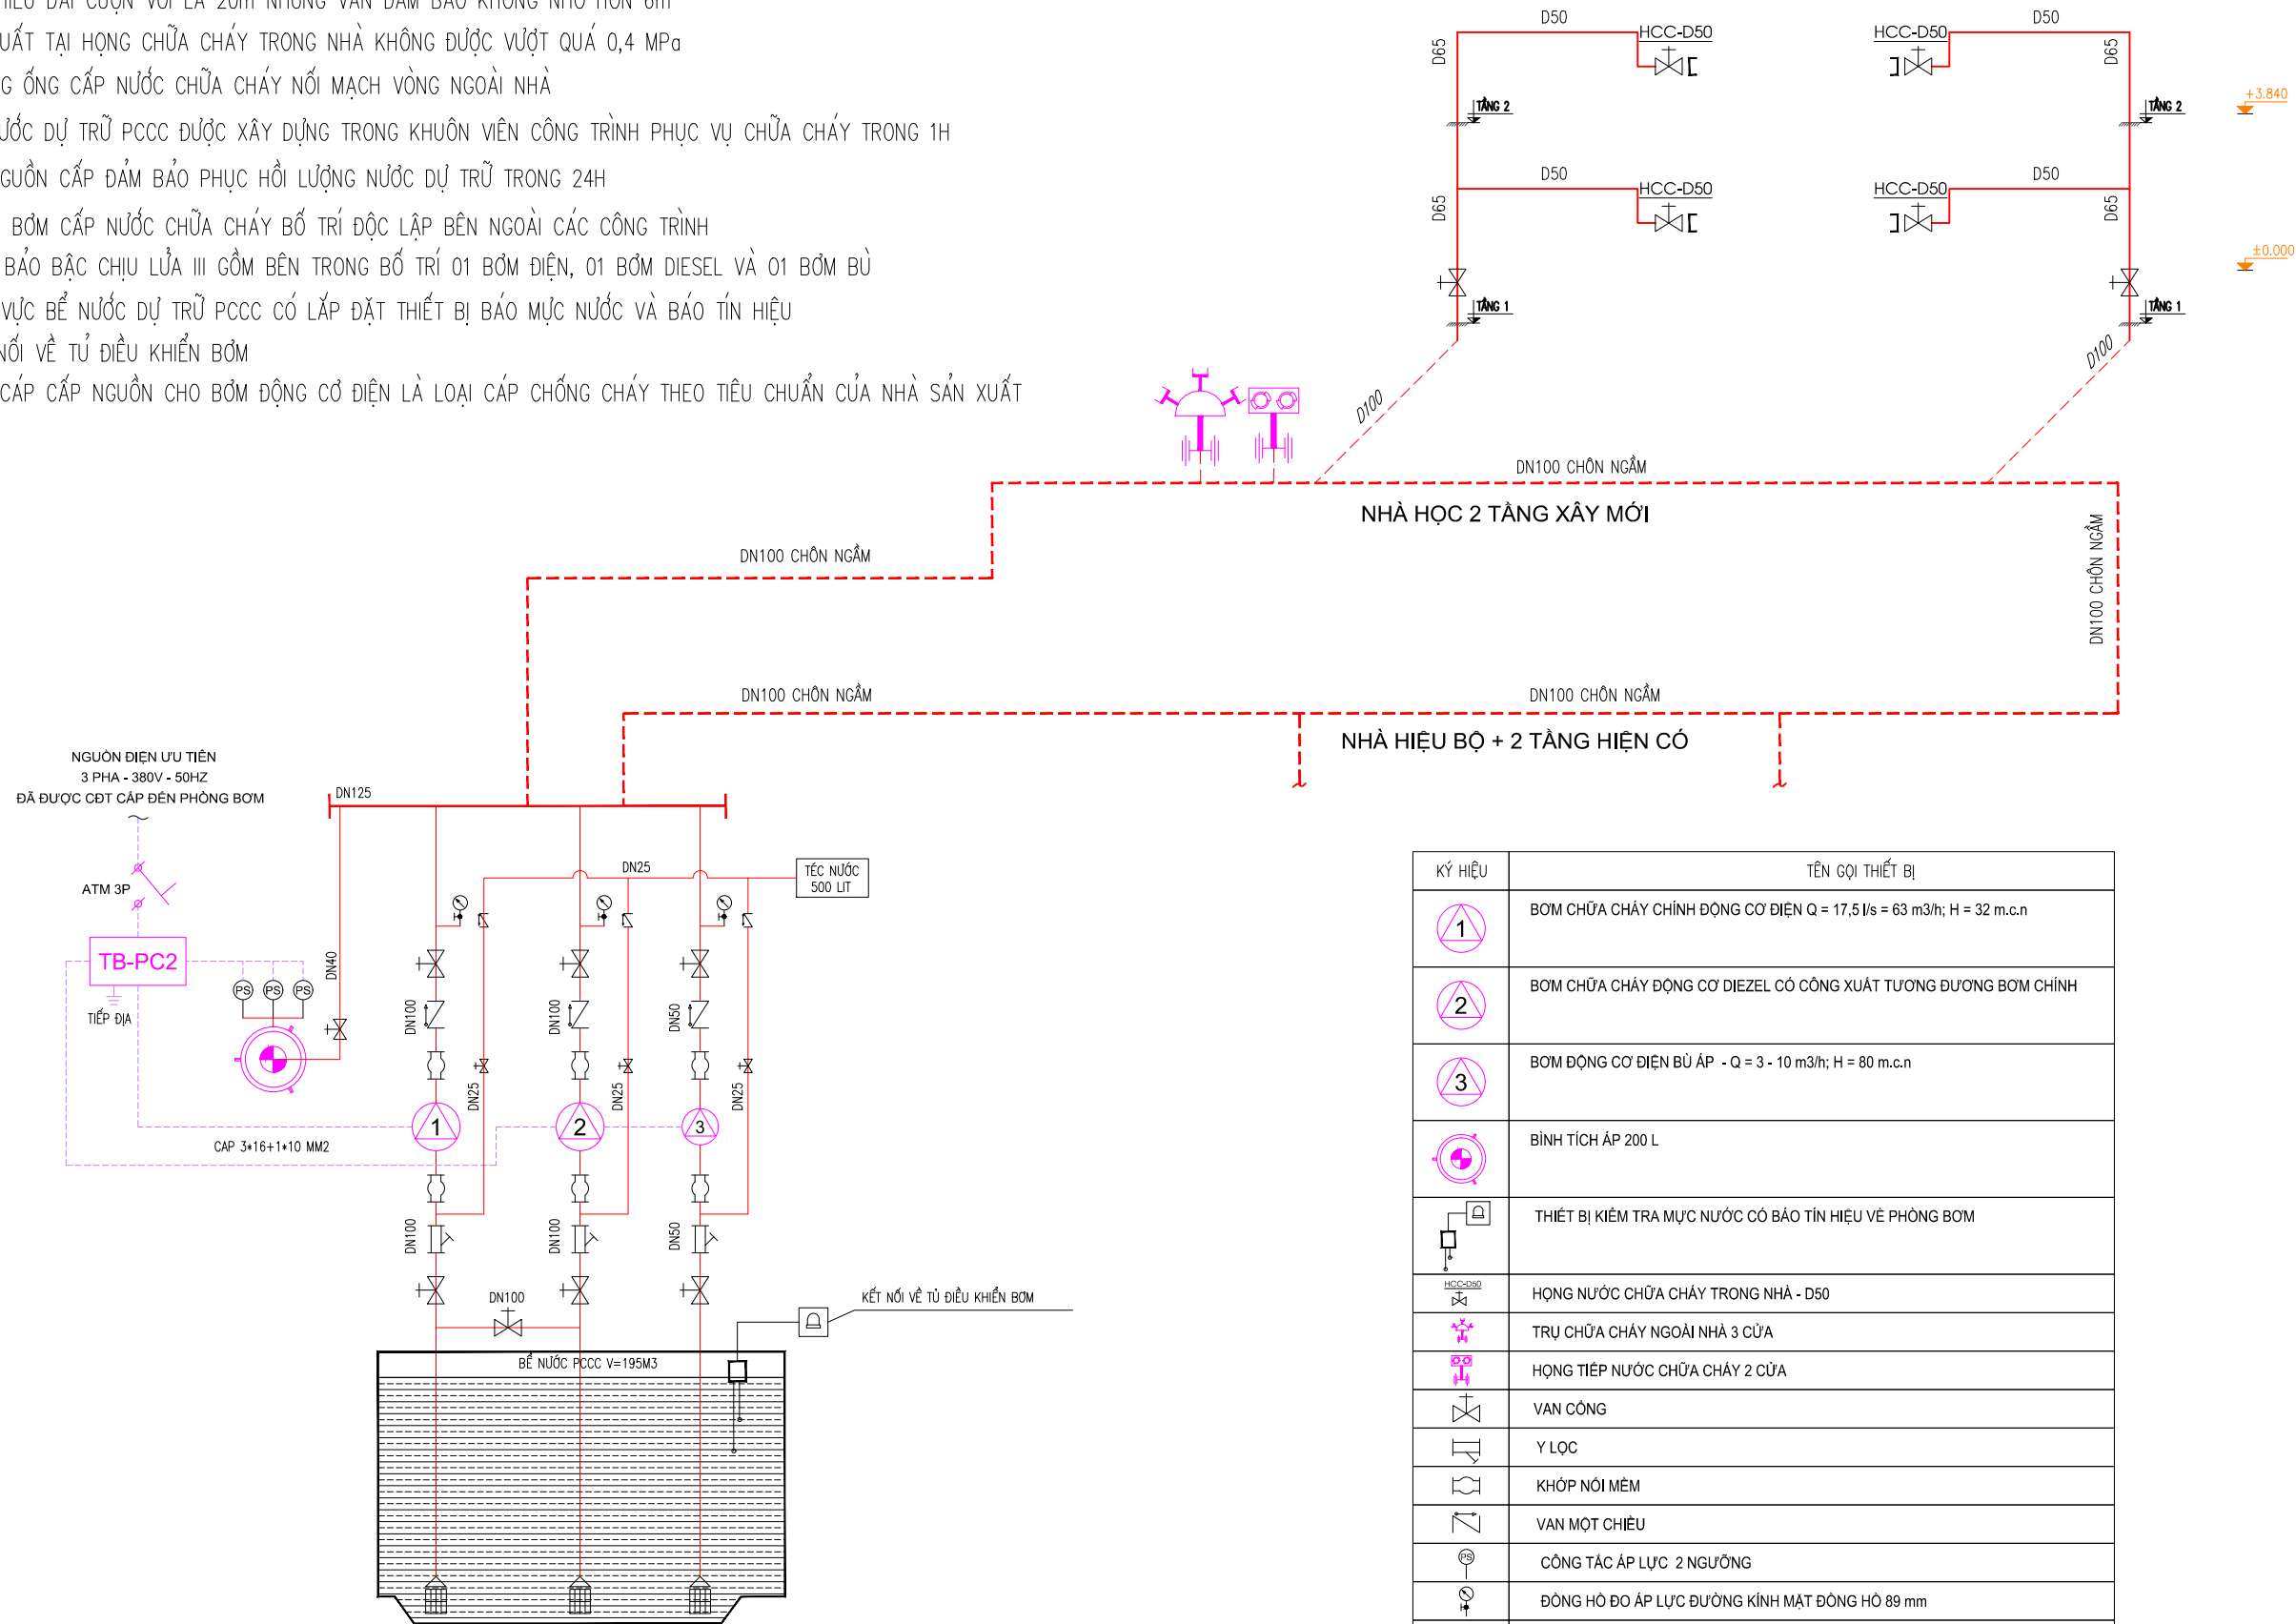 HIỀU DÀI CUỘN VÒI LÀ 20m NHƯNG VẪN ĐẢM BẢO KHÔNG NHỎ HƠN 6m
UẤT TẠI HỌNG CHỮA CHÁY TRONG NHÀ KHÔNG ĐƯỢC VƯỢT QUÁ 0,4 MPa
G ỐNG CẤP NƯỚC CHỮA CHÁY NỐI MẠCH VÒNG NGOÀI NHÀ
ƯỚC DỰ TRỮ PCCC ĐƯỢC XÂY DỰNG TRONG KHUÔN VIÊN CÔNG TRÌNH PHỤC VỤ CHỮA CHÁY TRONG 1H
GUỒN CẤP ĐẢM BẢO PHỤC HỒI LƯỢNG NƯỚC DỰ TRỮ TRONG 24H
BƠM CẤP NƯỚC CHỮA CHÁY BỐ TRÍ ĐỘC LẬP BÊN NGOÀI CÁC CÔNG TRÌNH
BẢO BẬC CHỊU LỬA III GỒM BÊN TRONG BỐ TRÍ 01 BƠM ĐIỆN, 01 BƠM DIESEL VÀ 01 BƠM BÙ
VỰC BỂ NƯỚC DỰ TRỮ PCCC CÓ LẮP ĐẶT THIẾT BỊ BÁO MỰC NƯỚC VÀ BÁO TÍN HIỆU
NỐI VỀ TỦ ĐIỀU KHIỂN BƠM
CÁP CẤP NGUỒN CHO BƠM ĐỘNG CƠ ĐIỆN LÀ LOẠI CÁP CHỐNG CHÁY THEO TIÊU CHUẨN CỦA NHÀ SẢN XUẤT
D50
D50
HCC-D50
HCC-D50
D65
D65
TẦNG 2
TẦNG 2
+3.840
D50
D50
HCC-D50
HCC-D50
D65
D65
±0.000
TẦNG 1
TẦNG 1
D100
D100
DN100 CHÔN NGẦM
NHÀ HỌC 2 TẦNG XÂY MỚI
DN100 CHÔN NGẦM
DN100 CHÔN NGẦM
DN100 CHÔN NGẦM
DN100 CHÔN NGẦM
NHÀ HIỆU BỘ + 2 TẦNG HIỆN CÓ
NGUỒN ĐIỆN ƯU TIÊN
3 PHA - 380V - 50HZ
ĐÃ ĐƯỢC CĐT CẤP ĐẾN PHÒNG BƠM
DN125
ATM 3P
DN25
TÉC NƯỚC
500 LIT
TB-PC2
TIẾP ĐỊA
PS
PS
PS
DN40
DN100
DN100
DN50
DN25
DN25
DN25
1
2
3
CAP 3*16+1*10 MM2
DN100
DN100
DN50
DN100
KẾT NỐI VỀ TỦ ĐIỀU KHIỂN BƠM
BỂ NƯỚC PCCC V=195M3
KÝ HIỆU
TÊN GỌI THIẾT BỊ
1
BƠM CHỮA CHÁY CHÍNH ĐỘNG CƠ ĐIỆN Q = 17,5 l/s = 63 m3/h; H = 32 m.c.n
2
BƠM CHỮA CHÁY ĐỘNG CƠ DIEZEL CÓ CÔNG XUẤT TƯƠNG ĐƯƠNG BƠM CHÍNH
3
BƠM ĐỘNG CƠ ĐIỆN BÙ ÁP - Q = 3 - 10 m3/h; H = 80 m.c.n
BÌNH TÍCH ÁP 200 L
THIẾT BỊ KIỂM TRA MỰC NƯỚC CÓ BÁO TÍN HIỆU VỀ PHÒNG BƠM
HCC-D50
HỌNG NƯỚC CHỮA CHÁY TRONG NHÀ - D50
TRỤ CHỮA CHÁY NGOÀI NHÀ 3 CỬA
HỌNG TIẾP NƯỚC CHỮA CHÁY 2 CỬA
VAN CỔNG
Y LỌC
KHỚP NỐI MỀM
VAN MỘT CHIỀU
PS
CÔNG TẮC ÁP LỰC 2 NGƯỠNG
ĐỒNG HỒ ĐO ÁP LỰC ĐƯỜNG KÍNH MẶT ĐỒNG HỒ 89 mm